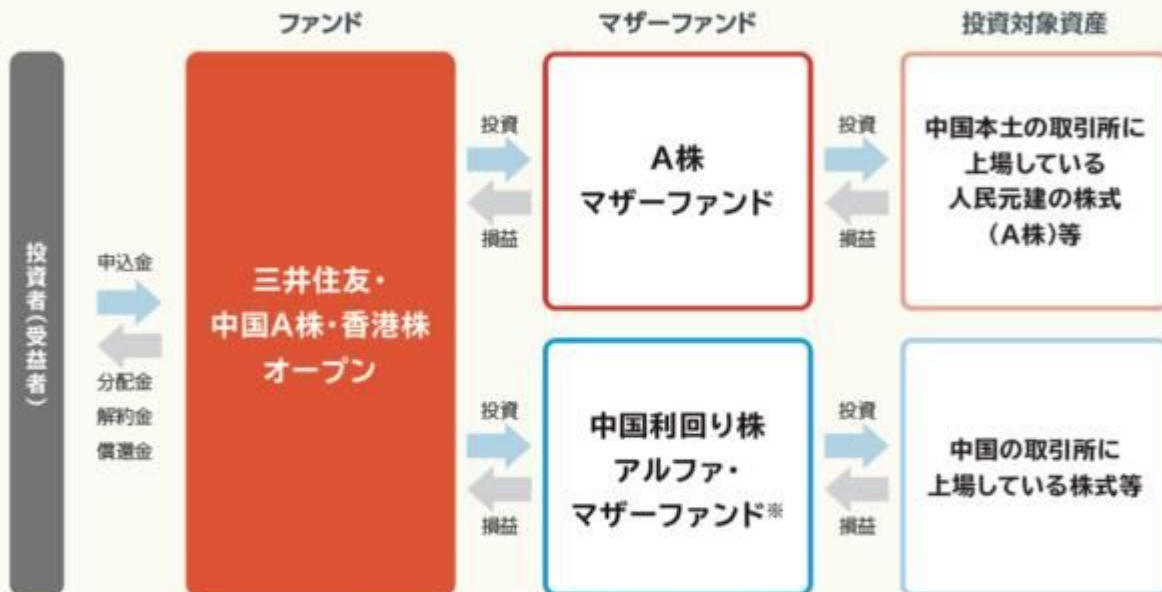 ファンド
マザーファンド
投資対象資産
投資者(受益者)
申込金
分配金
解約金
償還金
三井住友・
中国A株・香港株
オープン
投資
損益
A株
マザーファンド
投資
損益
中国本土の取引所に
上場している
人民元建の株式
(A株)等
投資
損益
中国利回り株
アルファ・
マザーファンド※
投資
損益
中国の取引所に
上場している株式等